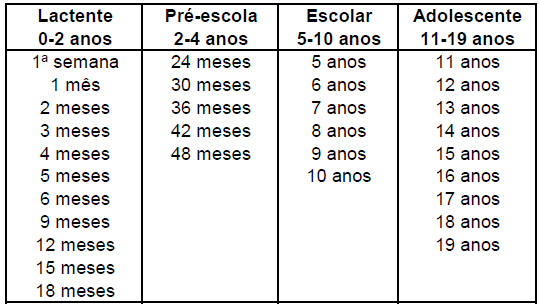 Lactente Pré-escola Escolar Adolescente
0-2 anos 2-4 anos 5-10 anos 11-19 anos
1ª semana 24 meses 5 anos 11 anos
1 mês 30 meses 6 anos 12 anos
2 meses 36 meses 7 anos 13 anos
3 meses 42 meses 8 anos 14 anos
4 meses 48 meses 9 anos 15 anos
5 meses 10 anos 16 anos
6 meses 17 anos
9 meses 18 anos
12 meses 19 anos
15 meses
18 meses